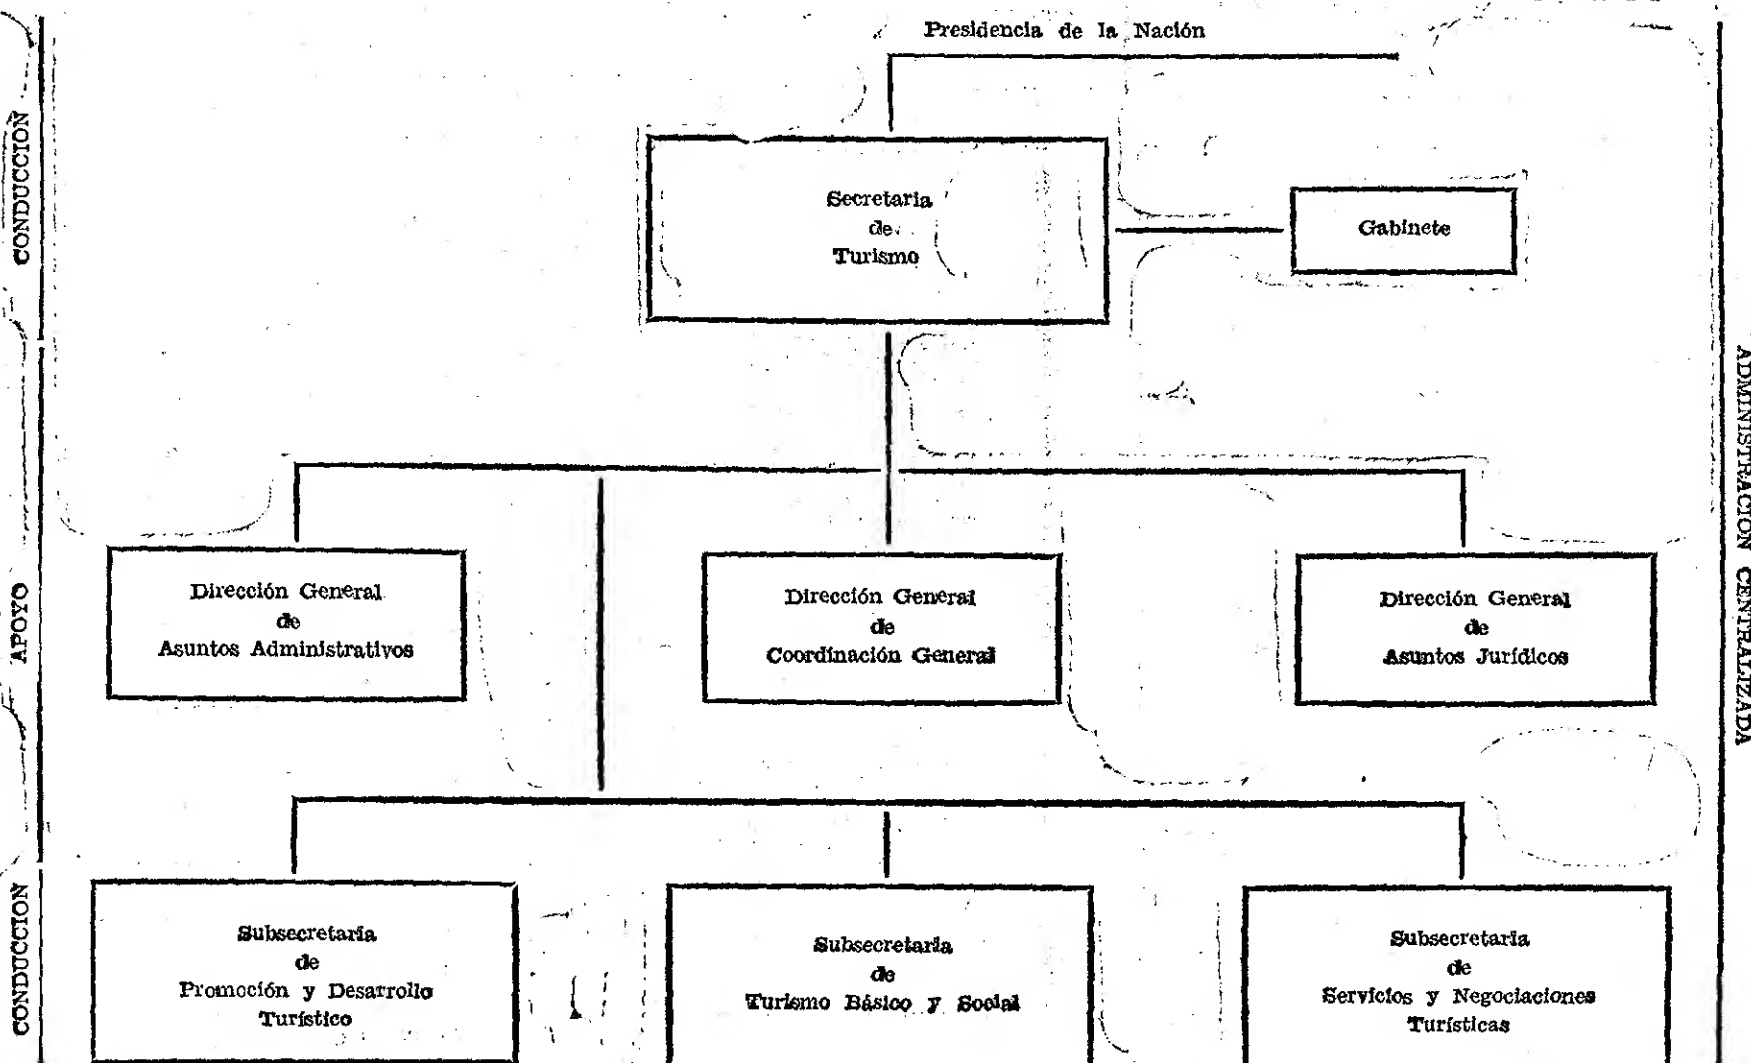 Presidencia de la Nación
CONDUCCION
Secretaria
de
Turismo
Gabinete
ADMINISTRACION CENTRALIZADA
APOYO
Dirección General
de
Asuntos Administrativos
Dirección General
de
Coordinación General
Dirección General
de
Asuntos Jurídicos
CONDUCCION
Subsecretaría
de
Promoción y Desarrollo
Turístico
Subsecretaría
de
Turismo Básico y Social
Subsecretaría
de
Servicios y Negociaciones
Turísticas